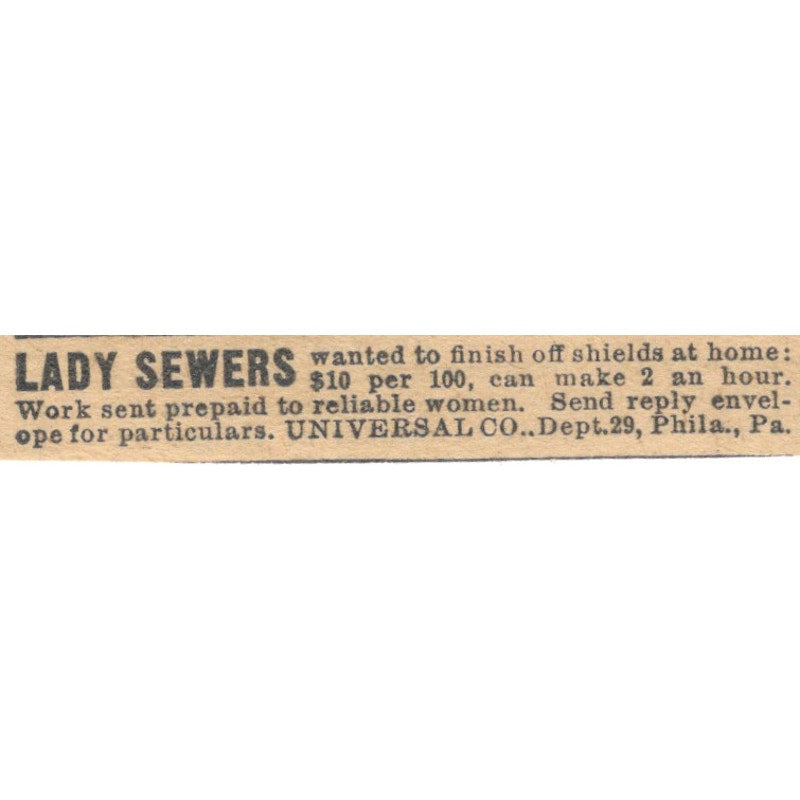 LADY SEWERS wanted to finish off shields at home:
$10 per 100, can make 2 an hour.
Work sent prepaid to reliable women. Send reply envel-
ope for particulars. UNIVERSAL CO..Dept.29, Phila., Pa.